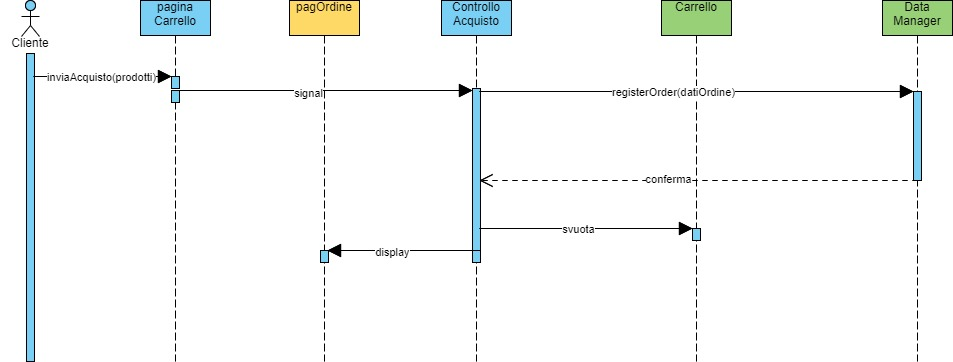 pagina
Carrello
pagOrdine
Controllo
Acquisto
Carrello
Data
Manager
Cliente
inviaAcquisto(prodotti)
signal
registerOrder(datiOrdine)
conferma
svuota
display